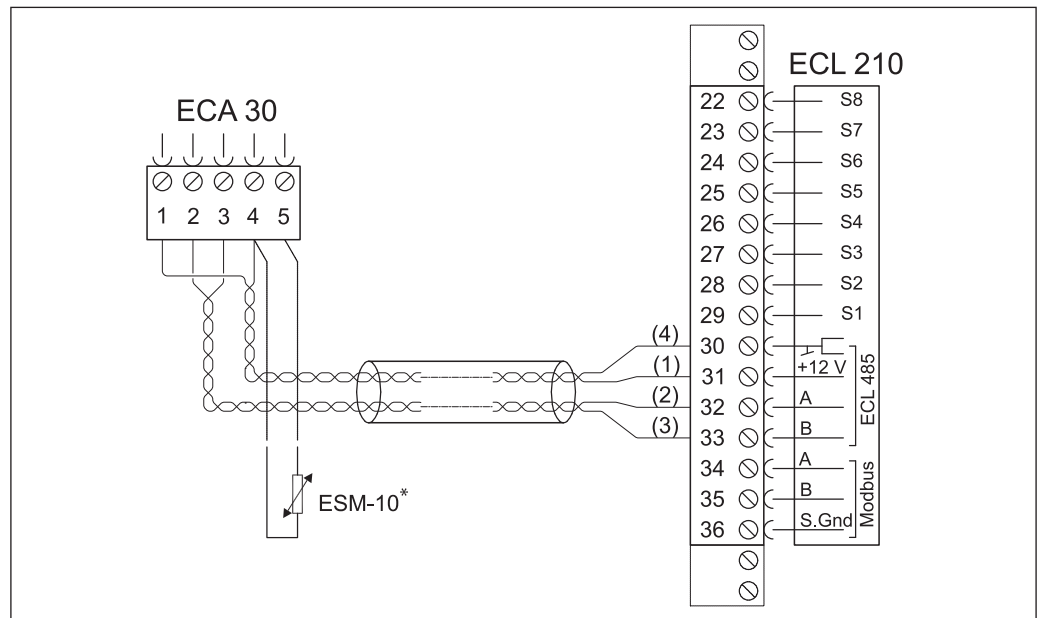 ECA 30
1 2 3 4 5
ESM-10*
(4)
(1)
(2)
(3)
ECL 210
22 S8
23 S7
24 S6
25 S5
26 S4
27 S3
28 S2
29 S1
30
31 +12 V
32 A
33 B
ECL 485
34 A
35 B
36 S.Gnd
Modbus